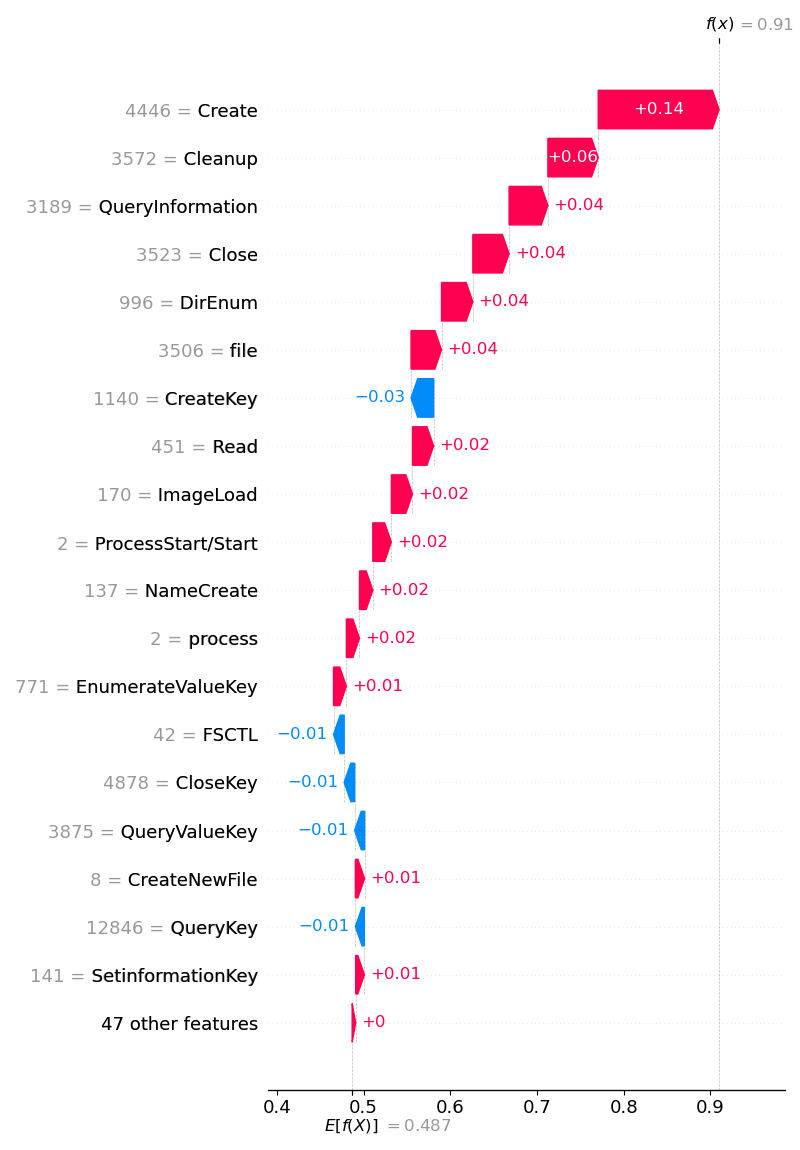 f(x) = 0.91
4446 = Create +0.14
3572 = Cleanup +0.06
3189 = QueryInformation +0.04
3523 = Close +0.04
996 = DirEnum +0.04
3506 = file +0.04
1140 = CreateKey −0.03
451 = Read +0.02
170 = ImageLoad +0.02
2 = ProcessStart/Start +0.02
137 = NameCreate +0.02
2 = process +0.02
771 = EnumerateValueKey +0.01
42 = FSCTL −0.01
4878 = CloseKey −0.01
3875 = QueryValueKey −0.01
8 = CreateNewFile +0.01
12846 = QueryKey −0.01
141 = SetinformationKey +0.01
47 other features +0
0.4 0.5 0.6 0.7 0.8 0.9
E[f(X)] = 0.487